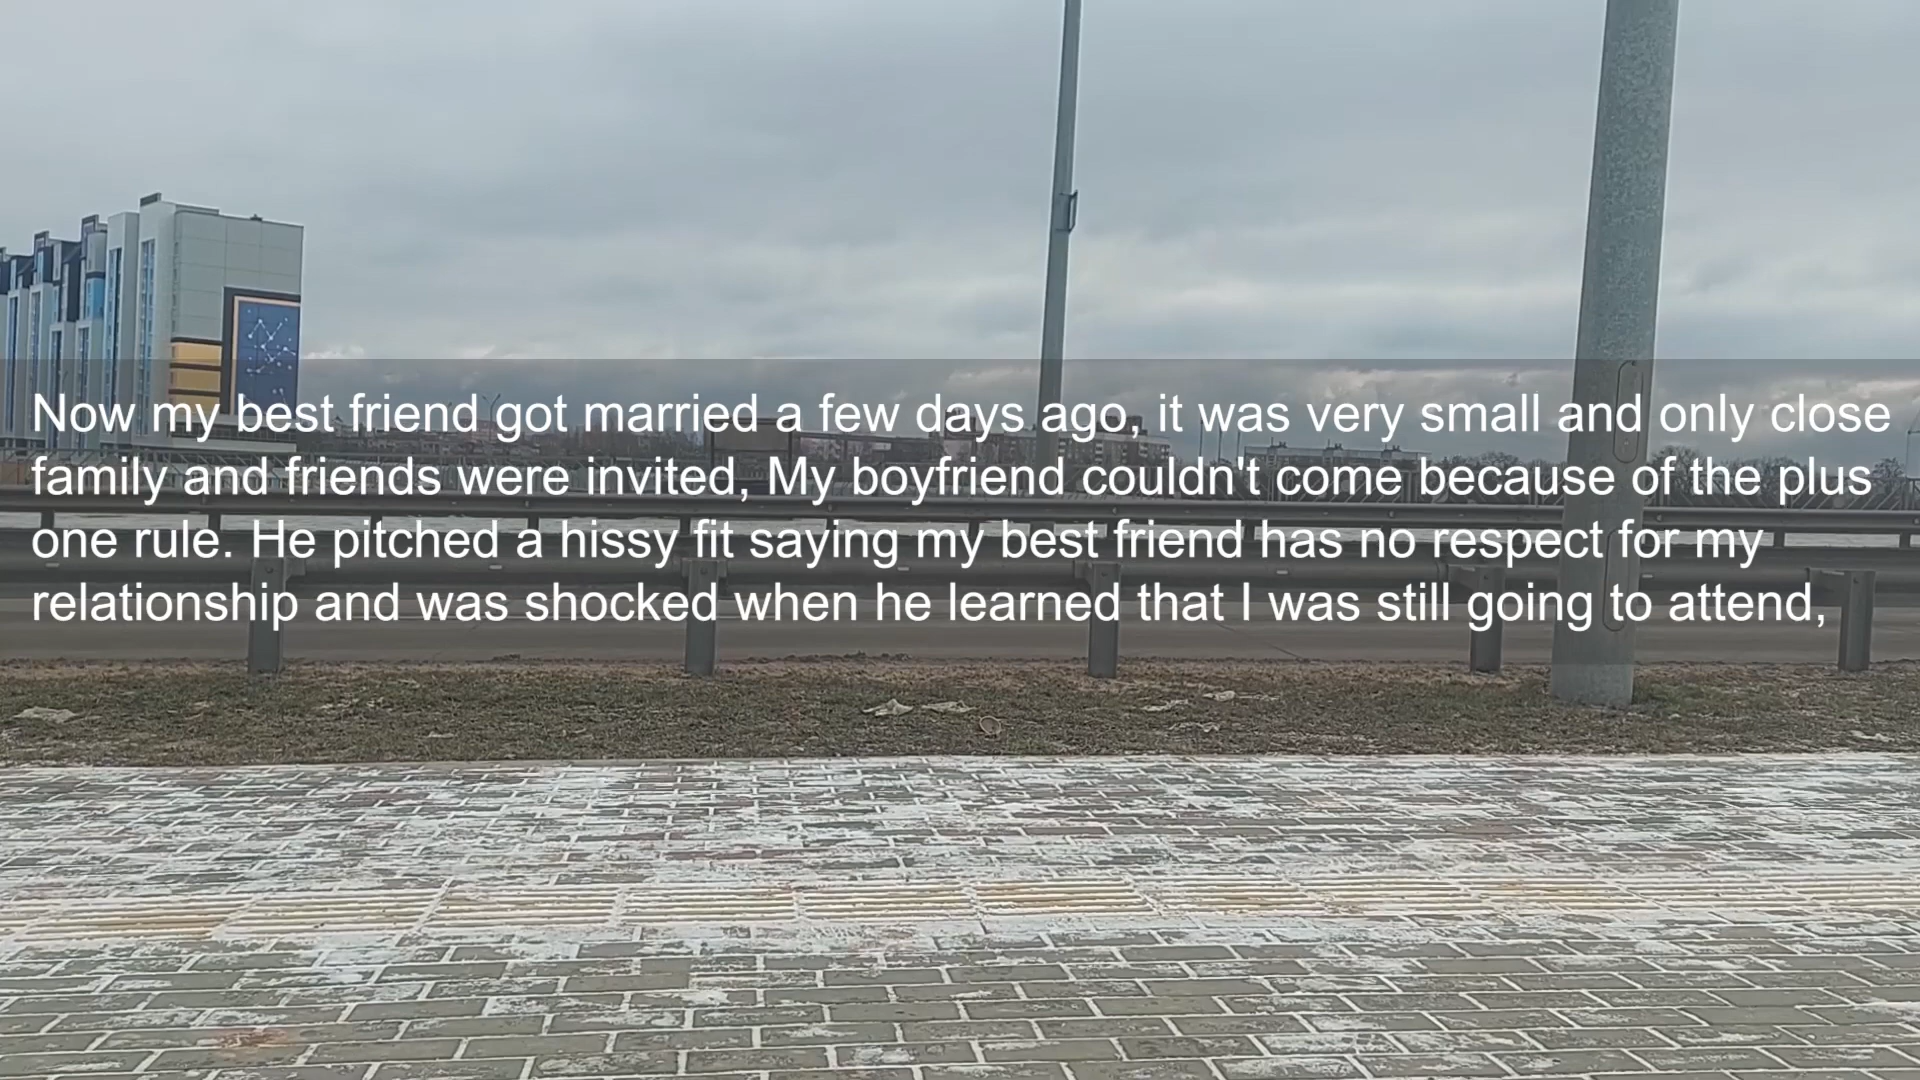 Now my best friend got married a few days ago, it was very small and only close
family and friends were invited, My boyfriend couldn't come because of the plus
one rule. He pitched a hissy fit saying my best friend has no respect for my
relationship and was shocked when he learned that I was still going to attend,